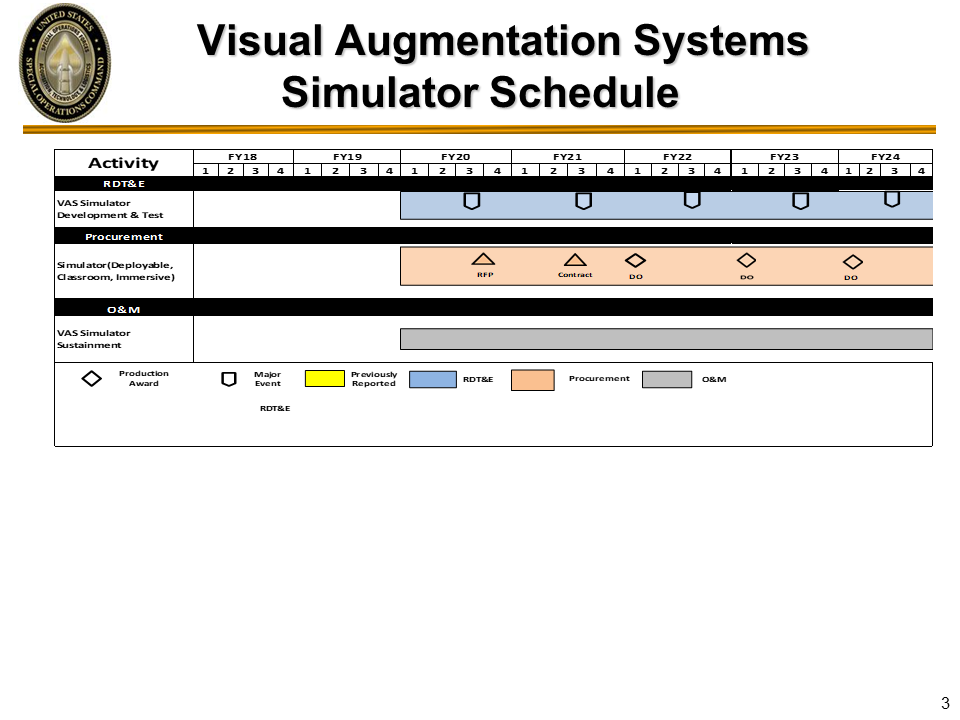 UNITED STATES
SPECIAL OPERATIONS COMMAND
Visual Augmentation Systems
Simulator Schedule
Activity FY18 FY19 FY20 FY21 FY22 FY23 FY24
1 2 3 4 1 2 3 4 1 2 3 4 1 2 3 4 1 2 3 4 1 2 3 4 1 2 3 4
RDT&E
VAS Simulator
Development & Test
Procurement
Simulator(Deployable,
Classroom, Immersive)
RFP Contract DO DO DO
O&M
VAS Simulator
Sustainment
Production
Award
Major
Event
Previously
Reported
RDT&E
Procurement
O&M
RDT&E
3